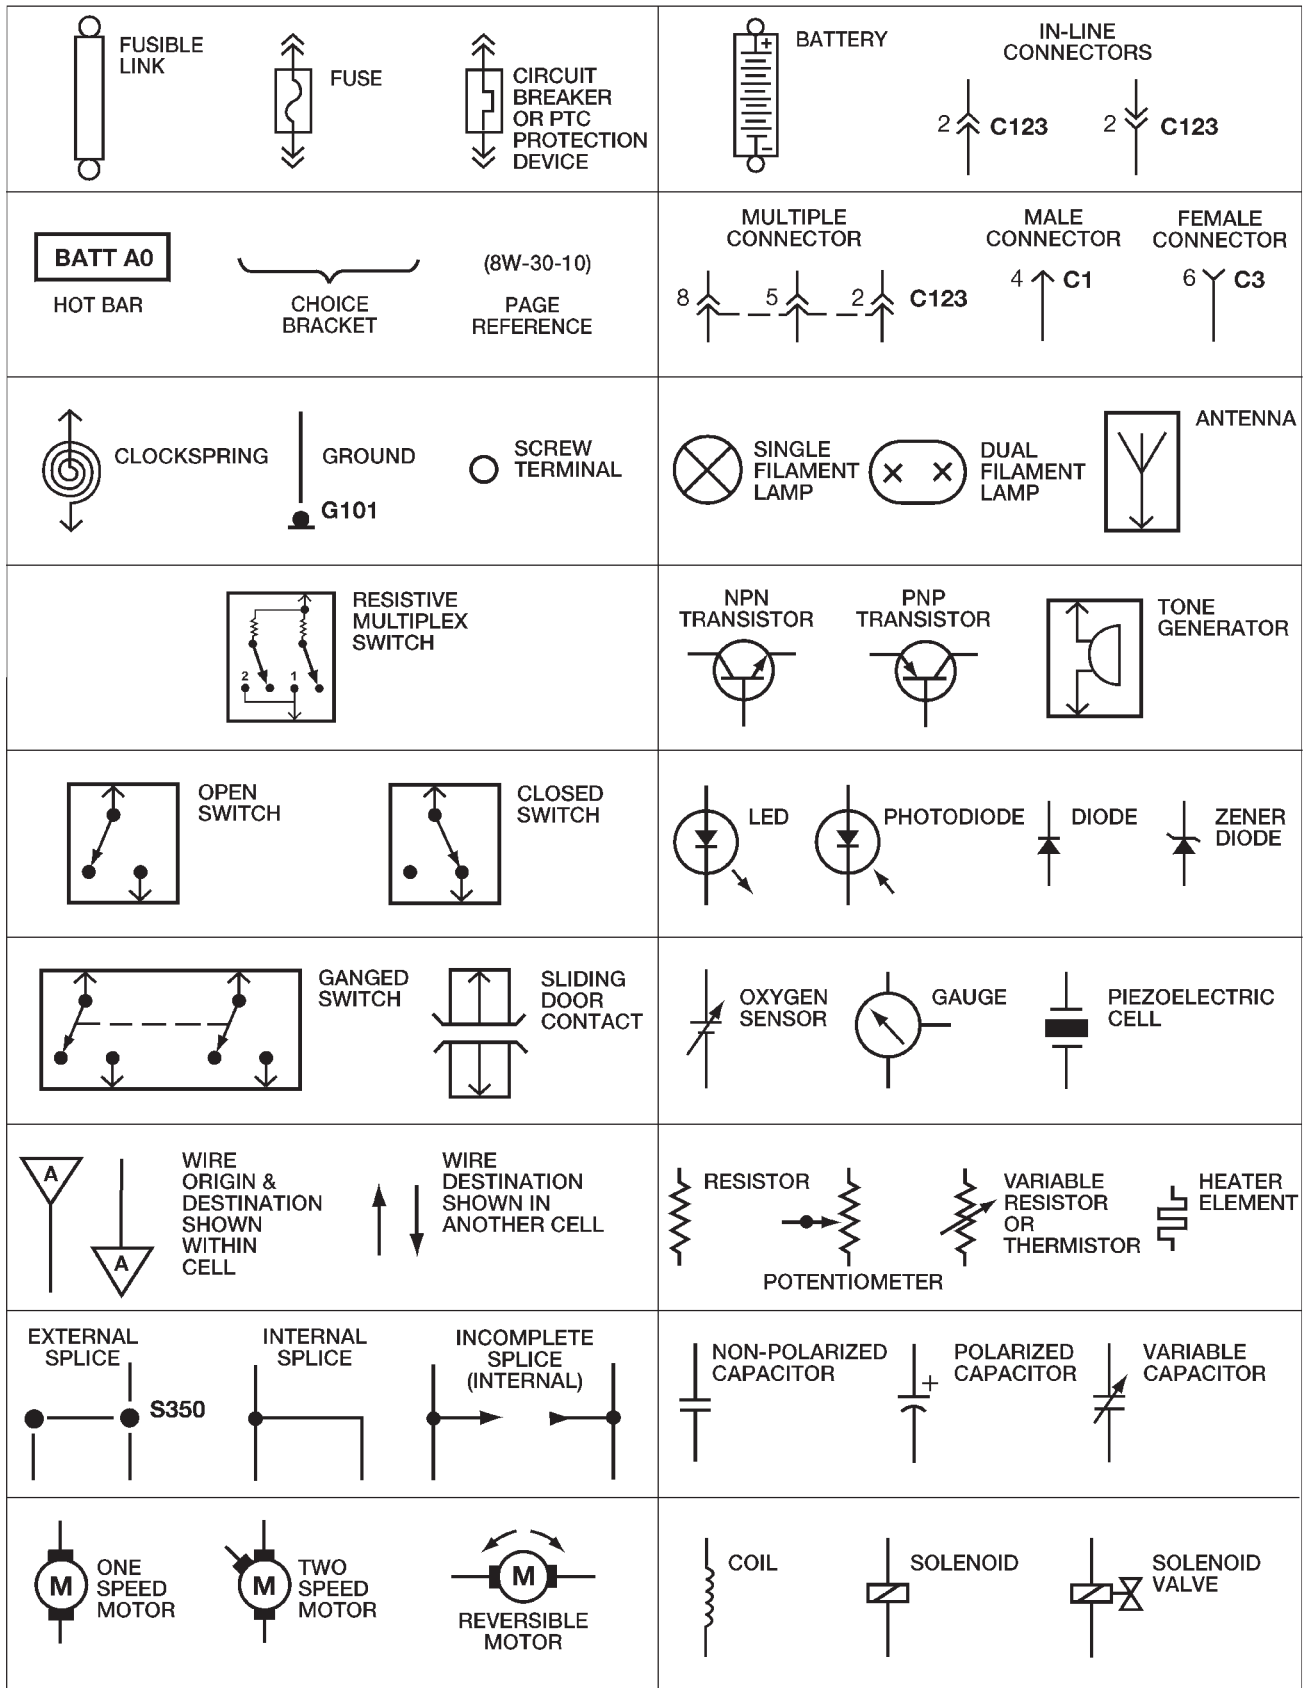 FUSIBLE
LINK
FUSE
CIRCUIT
BREAKER
OR PTC
PROTECTION
DEVICE
+
-
BATTERY
IN-LINE
CONNECTORS
2 C123
2 C123
BATT A0
HOT BAR
CHOICE
BRACKET
(8W-30-10)
PAGE
REFERENCE
MULTIPLE
CONNECTOR
8 5 2 C123
MALE
CONNECTOR
4 C1
FEMALE
CONNECTOR
6 C3
CLOCKSPRING
GROUND
G101
SCREW
TERMINAL
SINGLE
FILAMENT
LAMP
DUAL
FILAMENT
LAMP
ANTENNA
2 1
RESISTIVE
MULTIPLEX
SWITCH
NPN
TRANSISTOR
PNP
TRANSISTOR
TONE
GENERATOR
OPEN
SWITCH
CLOSED
SWITCH
LED
PHOTODIODE
DIODE
ZENER
DIODE
GANGED
SWITCH
SLIDING
DOOR
CONTACT
OXYGEN
SENSOR
GAUGE
PIEZOELECTRIC
CELL
A
A
WIRE
ORIGIN &
DESTINATION
SHOWN
WITHIN
CELL
WIRE
DESTINATION
SHOWN IN
ANOTHER CELL
RESISTOR
POTENTIOMETER
VARIABLE
RESISTOR
OR
THERMISTOR
HEATER
ELEMENT
EXTERNAL
SPLICE
S350
INTERNAL
SPLICE
INCOMPLETE
SPLICE
(INTERNAL)
NON-POLARIZED
CAPACITOR
+
POLARIZED
CAPACITOR
VARIABLE
CAPACITOR
M
ONE
SPEED
MOTOR
M
TWO
SPEED
MOTOR
M
REVERSIBLE
MOTOR
COIL
SOLENOID
SOLENOID
VALVE